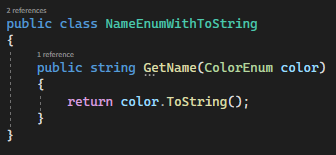 2 references
public class NameEnumWithToString
{
1 reference
public string GetName(ColorEnum color)
{
return color.ToString();
}
}